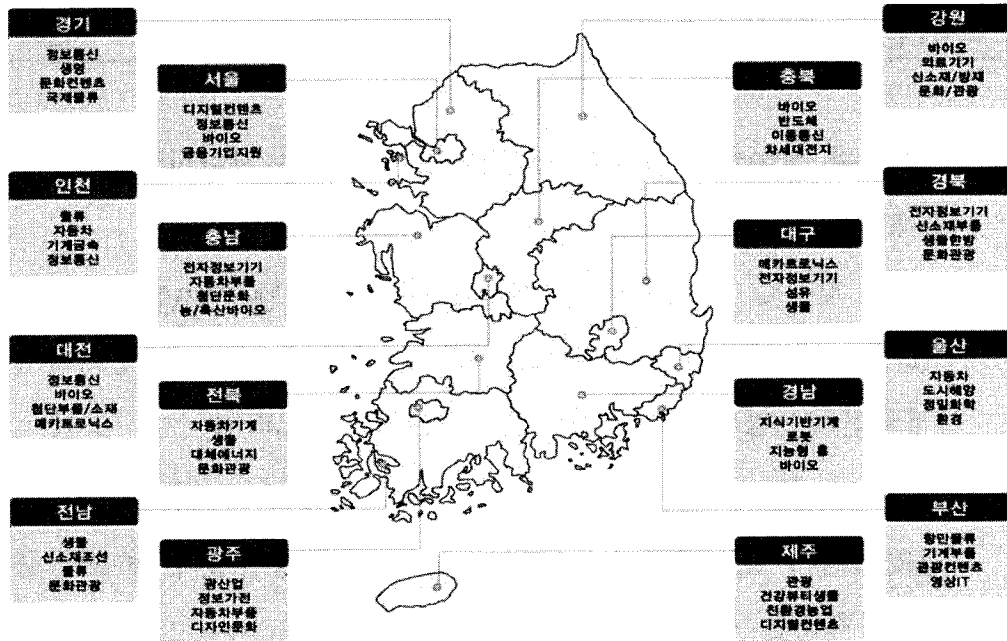 경기
정보통신
생명
문화컨텐츠
국제물류
서울
디지털컨텐츠
정보통신
바이오
금융기업지원
인천
물류
자동차
기계금속
정보통신
충남
전자정보기기
자동차부품
첨단문화
농/축산바이오
대전
정보통신
바이오
첨단부품/소재
메카트로닉스
전북
자동차기계
생물
대체에너지
문화관광
전남
생물
신소재조선
물류
문화관광
광주
광산업
정보가전
자동차부품
디자인문화
강원
바이오
의료기기
신소재/방재
문화/관광
충북
바이오
반도체
이동통신
차세대전지
경북
전자정보기기
신소재부품
생물한방
문화관광
대구
메카트로닉스
전자정보기기
섬유
생물
울산
자동차
도시해양
정밀화학
환경
경남
지식기반기계
로봇
지능형 홈
바이오
부산
항만물류
기계부품
관광컨텐츠
영상IT
제주
관광
건강뷰티생물
친환경농업
디지털컨텐츠